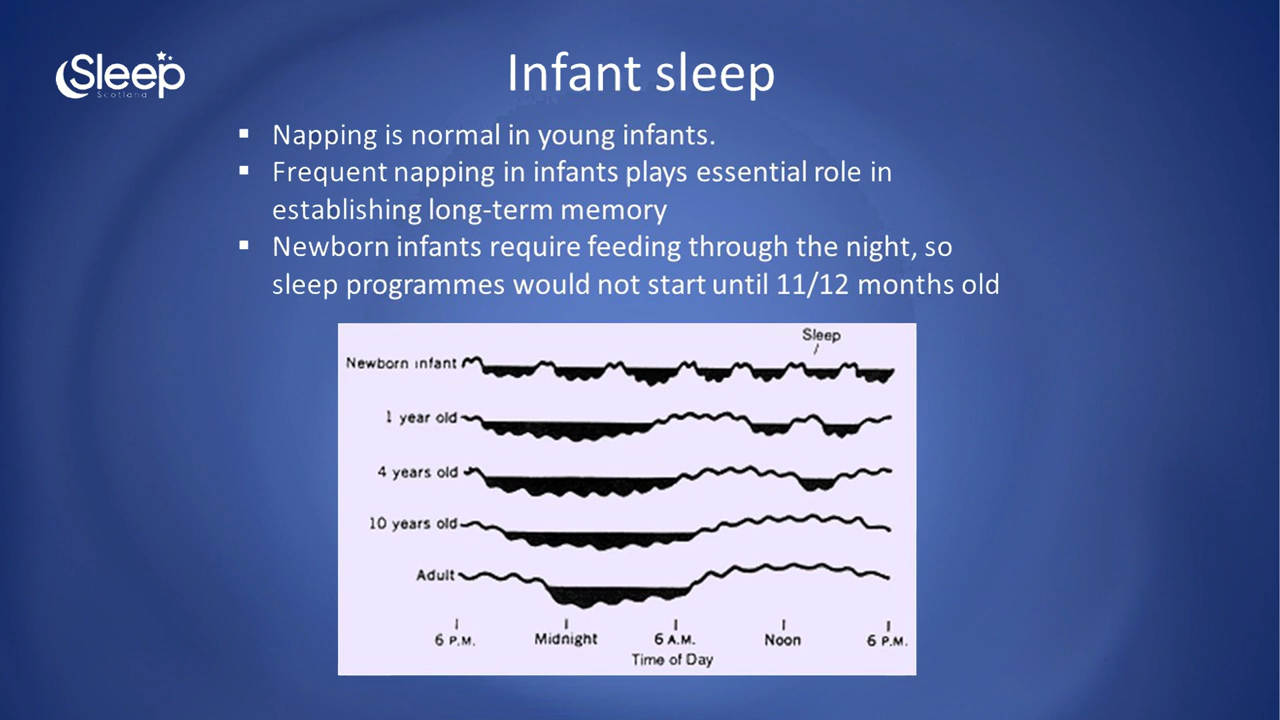 Sleep
Scotland
Infant sleep
▪ Napping is normal in young infants.
▪ Frequent napping in infants plays essential role in
establishing long-term memory
▪ Newborn infants require feeding through the night, so
sleep programmes would not start until 11/12 months old
Sleep
Newborn infant
1 year old
4 years old
10 years old
Adult
6 P.M. Midnight 6 A.M. Noon 6 P.M.
Time of Day